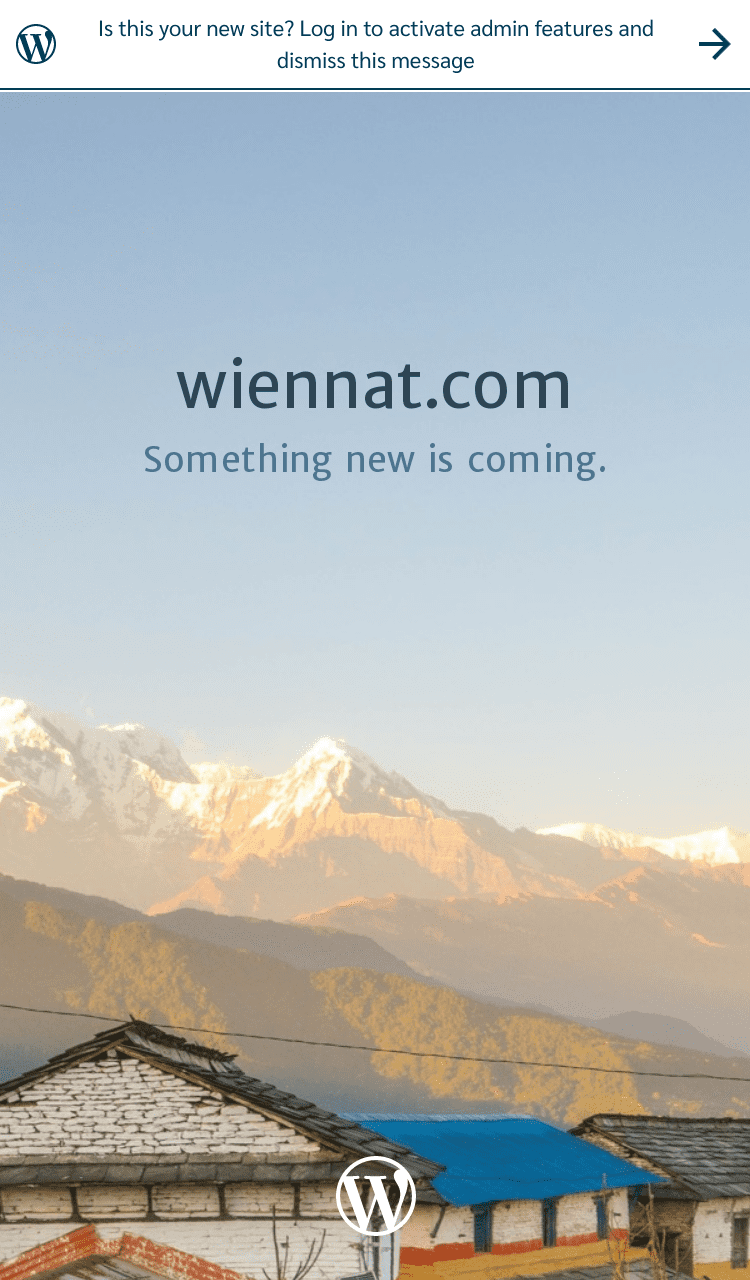 Is this your new site? Log in to activate admin features and
dismiss this message
wiennat.com
Something new is coming.